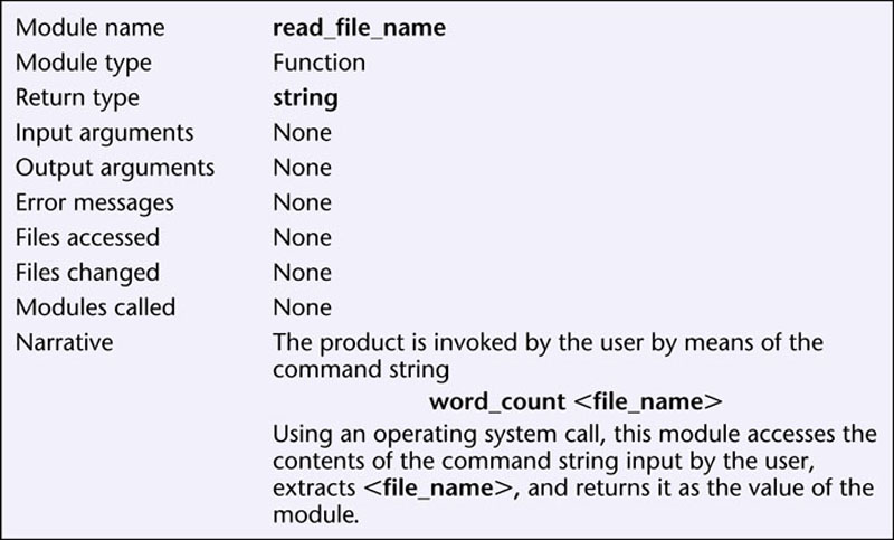 Module name read_file_name
Module type Function
Return type string
Input arguments None
Output arguments None
Error messages None
Files accessed None
Files changed None
Modules called None
Narrative The product is invoked by the user by means of the
command string
word_count <file_name>
Using an operating system call, this module accesses the
contents of the command string input by the user,
extracts <file_name>, and returns it as the value of the
module.